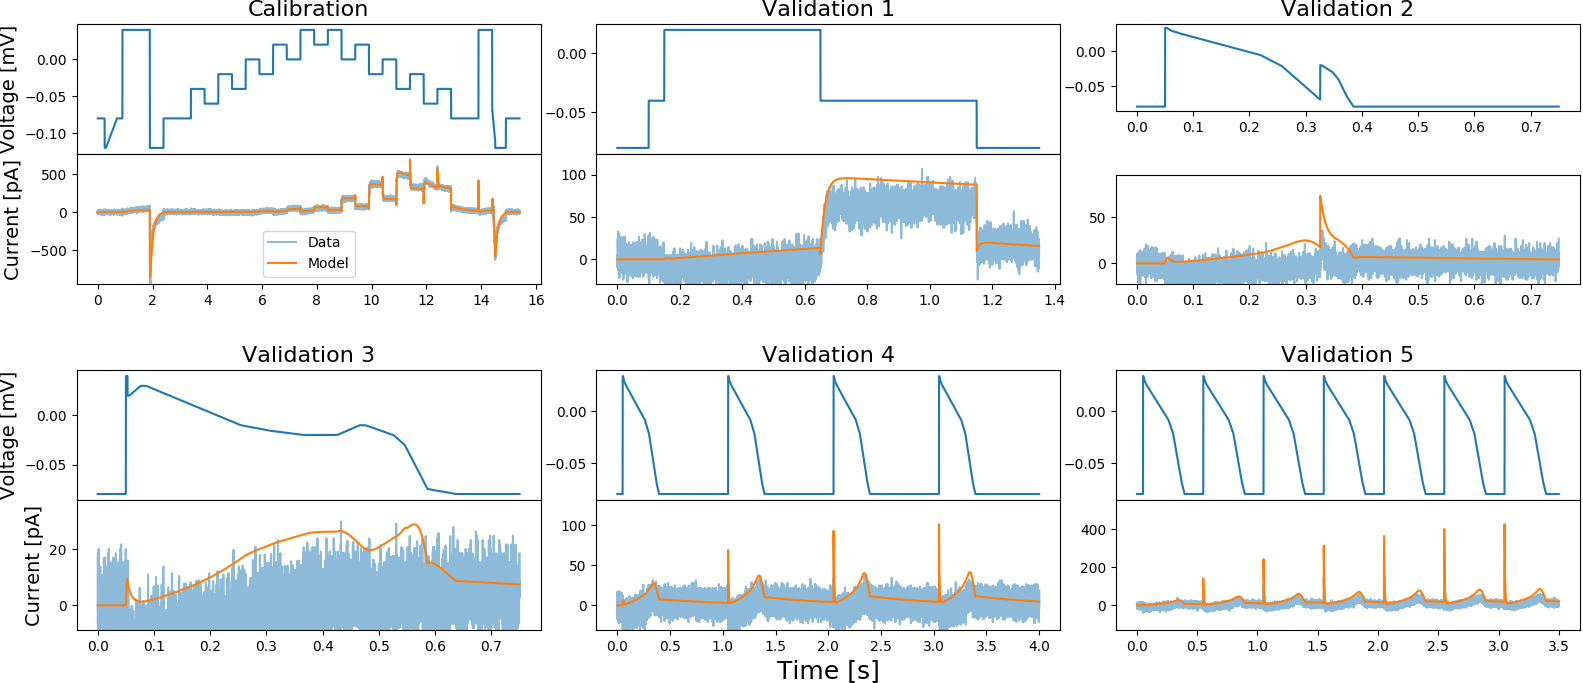 Calibration
Validation 1
Validation 2
Voltage [mV]
0.00
−0.05
−0.10
0.00
−0.05
0.00
−0.05
0.0 0.1 0.2 0.3 0.4 0.5 0.6 0.7
Current [pA]
500
0
−500
Data
Model
0 2 4 6 8 10 12 14 16
100
50
0
0.0 0.2 0.4 0.6 0.8 1.0 1.2 1.4
50
0
0.0 0.1 0.2 0.3 0.4 0.5 0.6 0.7
Validation 3
Validation 4
Validation 5
Voltage [mV]
0.00
−0.05
0.00
−0.05
0.00
−0.05
Current [pA]
20
0
0.0 0.1 0.2 0.3 0.4 0.5 0.6 0.7
100
50
0
0.0 0.5 1.0 1.5 2.0 2.5 3.0 3.5 4.0
400
200
0
0.0 0.5 1.0 1.5 2.0 2.5 3.0 3.5
Time [s]